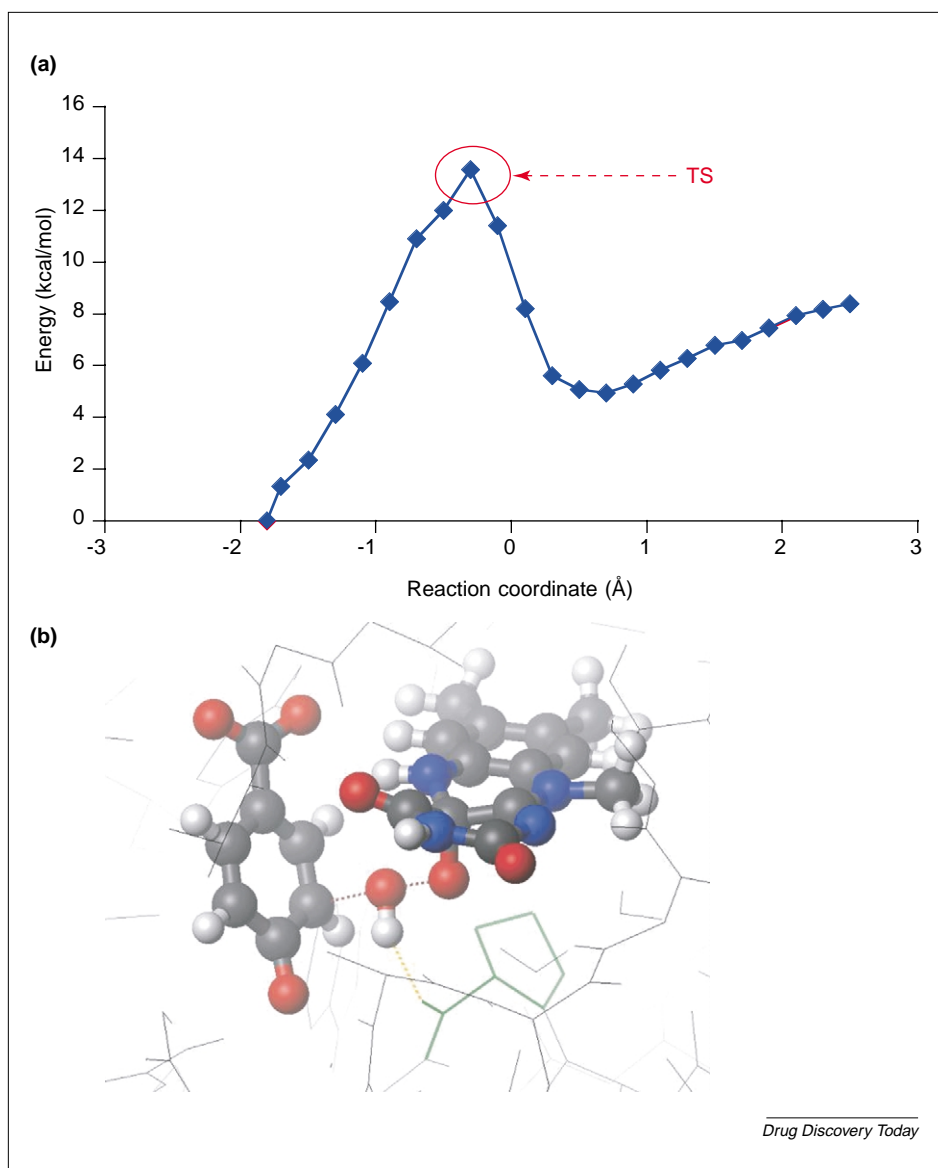 (a)
16
14
12
10
8
6
4
2
0
Energy (kcal/mol)
TS
-3
-2
-1
0
1
2
3
Reaction coordinate (Å)
(b)
Drug Discovery Today